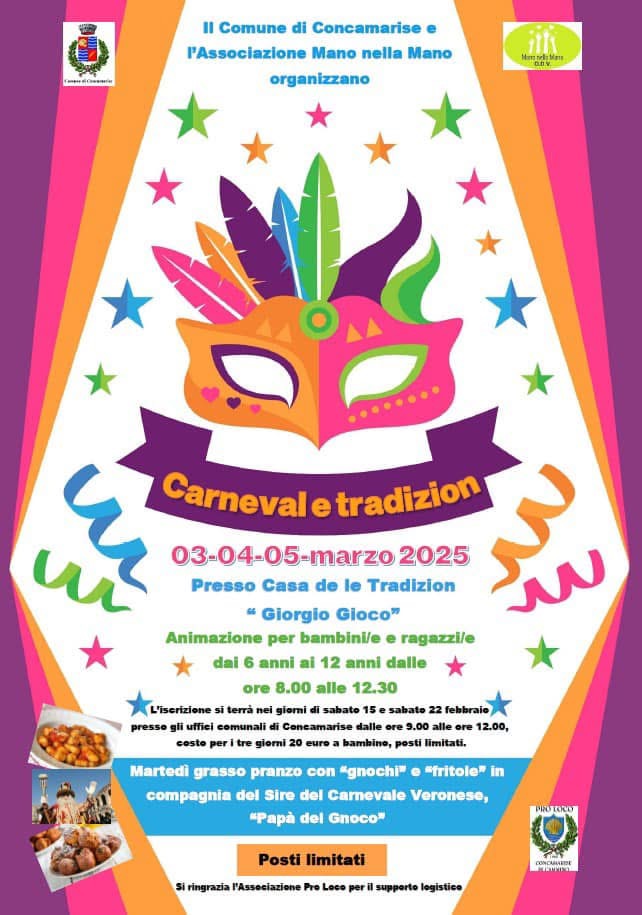 Il Comune di Concamarise e
l'Associazione Mano nella Mano
organizzano
Comune di Concamarise
Mano nella Mano
O.D.V.
Carneval e tradizion
03-04-05-marzo 2025
Presso Casa de le Tradizion
“ Giorgio Gioco”
Animazione per bambini/e e ragazzi/e
dai 6 anni ai 12 anni dalle
ore 8.00 alle 12.30
L’iscrizione si terrà nei giorni di sabato 15 e sabato 22 febbraio
presso gli uffici comunali di Concamarise dalle ore 9.00 alle ore 12.00,
costo per i tre giorni 20 euro a bambino, posti limitati.
Martedì grasso pranzo con “gnochi” e “fritole” in
compagnia del Sire del Carnevale Veronese,
“Papà del Gnoco”
PRO LOCO
CONCAMARISE
IN CAMMINO
Posti limitati
Si ringrazia l’Associazione Pro Loco per il supporto logistico